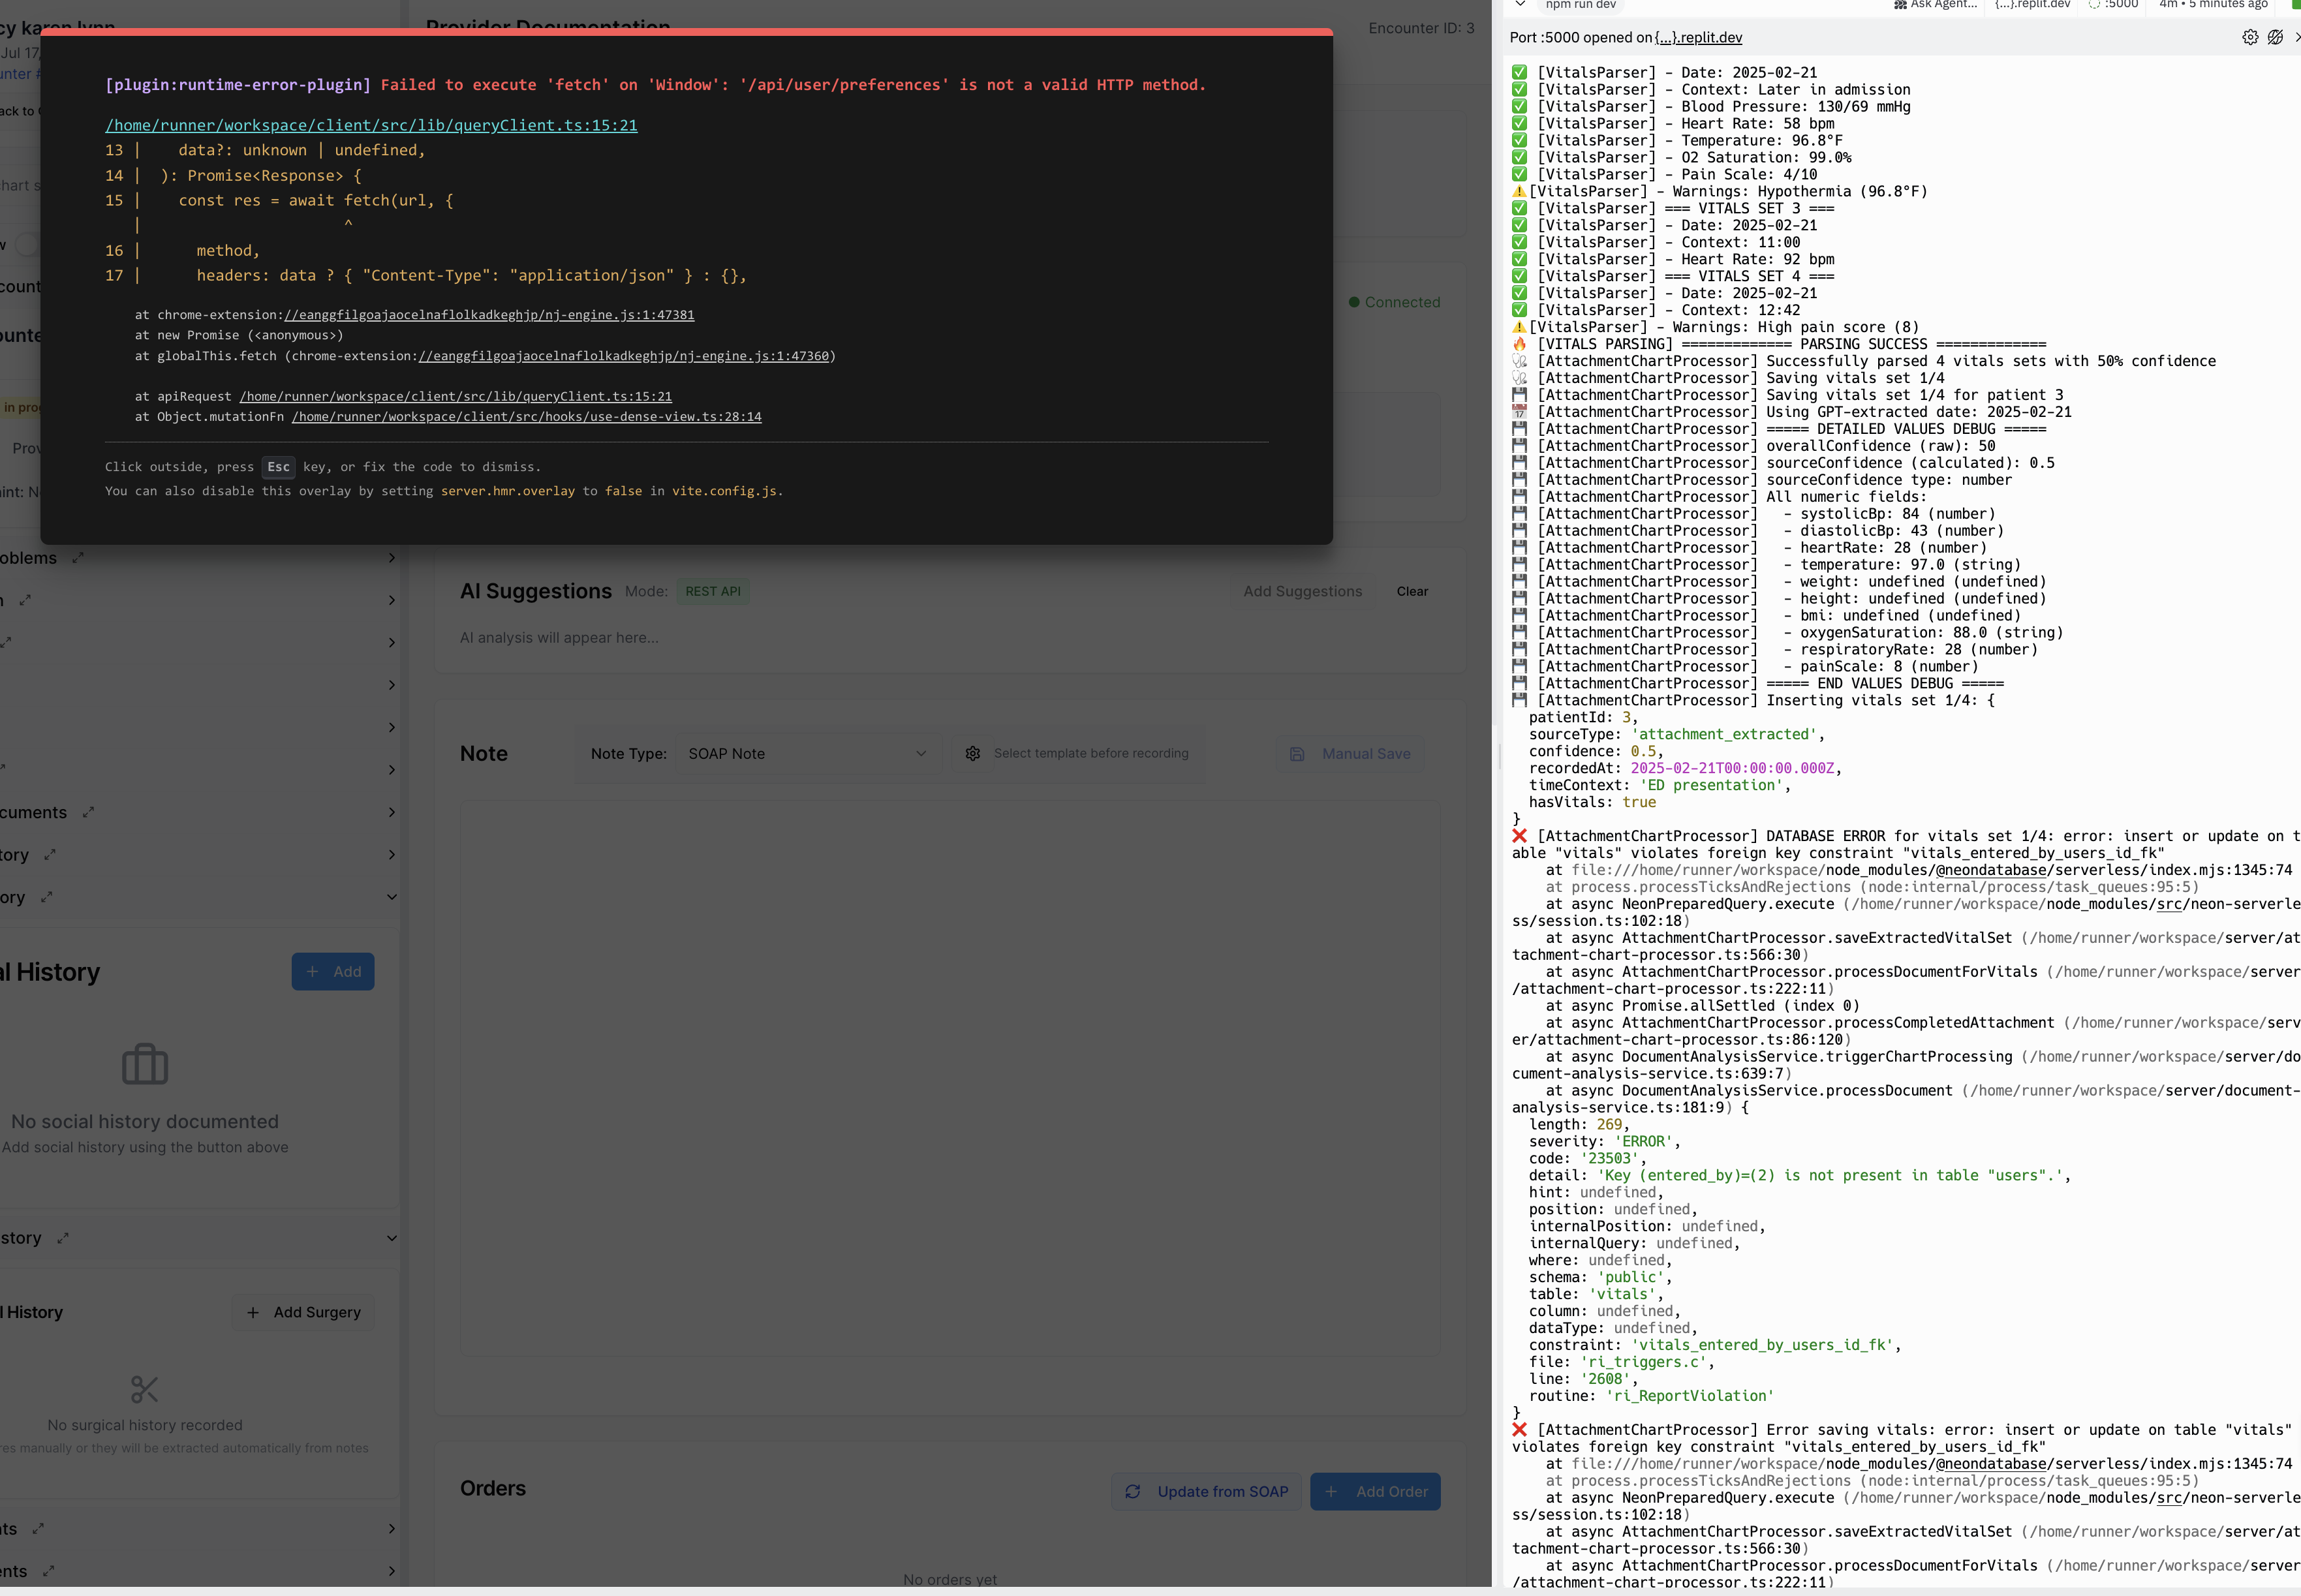 cy karen lynn
Jul 17,
unter #
ack to
hart s
w
count
ounte
in pro
Prov
int: N
Provider Documentation
Encounter ID: 3
Connected
[plugin:runtime-error-plugin] Failed to execute 'fetch' on 'Window': '/api/user/preferences' is not a valid HTTP method.
/home/runner/workspace/client/src/lib/queryClient.ts:15:21
13 |    data?: unknown | undefined,
14 |  ): Promise<Response> {
15 |    const res = await fetch(url, {
   |                      ^
16 |      method,
17 |      headers: data ? { "Content-Type": "application/json" } : {},
at chrome-extension://eanggfilgoajaocelnaflolkadkeghjp/nj-engine.js:1:47381
at new Promise (<anonymous>)
at globalThis.fetch (chrome-extension://eanggfilgoajaocelnaflolkadkeghjp/nj-engine.js:1:47360)
at apiRequest /home/runner/workspace/client/src/lib/queryClient.ts:15:21
at Object.mutationFn /home/runner/workspace/client/src/hooks/use-dense-view.ts:28:14
Click outside, press Esc key, or fix the code to dismiss.
You can also disable this overlay by setting server.hmr.overlay to false in vite.config.js.
oblems
n
cuments
tory
ory
al History
+ Add
No social history documented
Add social history using the button above
story
l History
+ Add Surgery
No surgical history recorded
res manually or they will be extracted automatically from notes
ts
ents
AI Suggestions Mode: REST API Add Suggestions Clear
AI analysis will appear here...
Note Note Type: SOAP Note Select template before recording Manual Save
Orders Update from SOAP + Add Order
No orders yet
npm run dev Ask Agent... {...}.replit.dev :5000 4m • 5 minutes ago
Port :5000 opened on {...}.replit.dev
✅ [VitalsParser] - Date: 2025-02-21
✅ [VitalsParser] - Context: Later in admission
✅ [VitalsParser] - Blood Pressure: 130/69 mmHg
✅ [VitalsParser] - Heart Rate: 58 bpm
✅ [VitalsParser] - Temperature: 96.8°F
✅ [VitalsParser] - O2 Saturation: 99.0%
✅ [VitalsParser] - Pain Scale: 4/10
⚠️[VitalsParser] - Warnings: Hypothermia (96.8°F)
✅ [VitalsParser] === VITALS SET 3 ===
✅ [VitalsParser] - Date: 2025-02-21
✅ [VitalsParser] - Context: 11:00
✅ [VitalsParser] - Heart Rate: 92 bpm
✅ [VitalsParser] === VITALS SET 4 ===
✅ [VitalsParser] - Date: 2025-02-21
✅ [VitalsParser] - Context: 12:42
⚠️[VitalsParser] - Warnings: High pain score (8)
🔥 [VITALS PARSING] ============= PARSING SUCCESS =============
🩺 [AttachmentChartProcessor] Successfully parsed 4 vitals sets with 50% confidence
🩺 [AttachmentChartProcessor] Saving vitals set 1/4
💾 [AttachmentChartProcessor] Saving vitals set 1/4 for patient 3
📅 [AttachmentChartProcessor] Using GPT-extracted date: 2025-02-21
💾 [AttachmentChartProcessor] ===== DETAILED VALUES DEBUG =====
💾 [AttachmentChartProcessor] overallConfidence (raw): 50
💾 [AttachmentChartProcessor] sourceConfidence (calculated): 0.5
💾 [AttachmentChartProcessor] sourceConfidence type: number
💾 [AttachmentChartProcessor] All numeric fields:
💾 [AttachmentChartProcessor]   - systolicBp: 84 (number)
💾 [AttachmentChartProcessor]   - diastolicBp: 43 (number)
💾 [AttachmentChartProcessor]   - heartRate: 28 (number)
💾 [AttachmentChartProcessor]   - temperature: 97.0 (string)
💾 [AttachmentChartProcessor]   - weight: undefined (undefined)
💾 [AttachmentChartProcessor]   - height: undefined (undefined)
💾 [AttachmentChartProcessor]   - bmi: undefined (undefined)
💾 [AttachmentChartProcessor]   - oxygenSaturation: 88.0 (string)
💾 [AttachmentChartProcessor]   - respiratoryRate: 28 (number)
💾 [AttachmentChartProcessor]   - painScale: 8 (number)
💾 [AttachmentChartProcessor] ===== END VALUES DEBUG =====
💾 [AttachmentChartProcessor] Inserting vitals set 1/4: {
  patientId: 3,
  sourceType: 'attachment_extracted',
  confidence: 0.5,
  recordedAt: 2025-02-21T00:00:00.000Z,
  timeContext: 'ED presentation',
  hasVitals: true
}
❌ [AttachmentChartProcessor] DATABASE ERROR for vitals set 1/4: error: insert or update on t
able "vitals" violates foreign key constraint "vitals_entered_by_users_id_fk"
    at file:///home/runner/workspace/node_modules/@neondatabase/serverless/index.mjs:1345:74
    at process.processTicksAndRejections (node:internal/process/task_queues:95:5)
    at async NeonPreparedQuery.execute (/home/runner/workspace/node_modules/src/neon-serverle
ss/session.ts:102:18)
    at async AttachmentChartProcessor.saveExtractedVitalSet (/home/runner/workspace/server/at
tachment-chart-processor.ts:566:30)
    at async AttachmentChartProcessor.processDocumentForVitals (/home/runner/workspace/server
/attachment-chart-processor.ts:222:11)
    at async Promise.allSettled (index 0)
    at async AttachmentChartProcessor.processCompletedAttachment (/home/runner/workspace/serv
er/attachment-chart-processor.ts:86:120)
    at async DocumentAnalysisService.triggerChartProcessing (/home/runner/workspace/server/do
cument-analysis-service.ts:639:7)
    at async DocumentAnalysisService.processDocument (/home/runner/workspace/server/document-
analysis-service.ts:181:9) {
  length: 269,
  severity: 'ERROR',
  code: '23503',
  detail: 'Key (entered_by)=(2) is not present in table "users".',
  hint: undefined,
  position: undefined,
  internalPosition: undefined,
  internalQuery: undefined,
  where: undefined,
  schema: 'public',
  table: 'vitals',
  column: undefined,
  dataType: undefined,
  constraint: 'vitals_entered_by_users_id_fk',
  file: 'ri_triggers.c',
  line: '2608',
  routine: 'ri_ReportViolation'
}
❌ [AttachmentChartProcessor] Error saving vitals: error: insert or update on table "vitals"
violates foreign key constraint "vitals_entered_by_users_id_fk"
    at file:///home/runner/workspace/node_modules/@neondatabase/serverless/index.mjs:1345:74
    at process.processTicksAndRejections (node:internal/process/task_queues:95:5)
    at async NeonPreparedQuery.execute (/home/runner/workspace/node_modules/src/neon-serverle
ss/session.ts:102:18)
    at async AttachmentChartProcessor.saveExtractedVitalSet (/home/runner/workspace/server/at
tachment-chart-processor.ts:566:30)
    at async AttachmentChartProcessor.processDocumentForVitals (/home/runner/workspace/server
/attachment-chart-processor.ts:222:11)